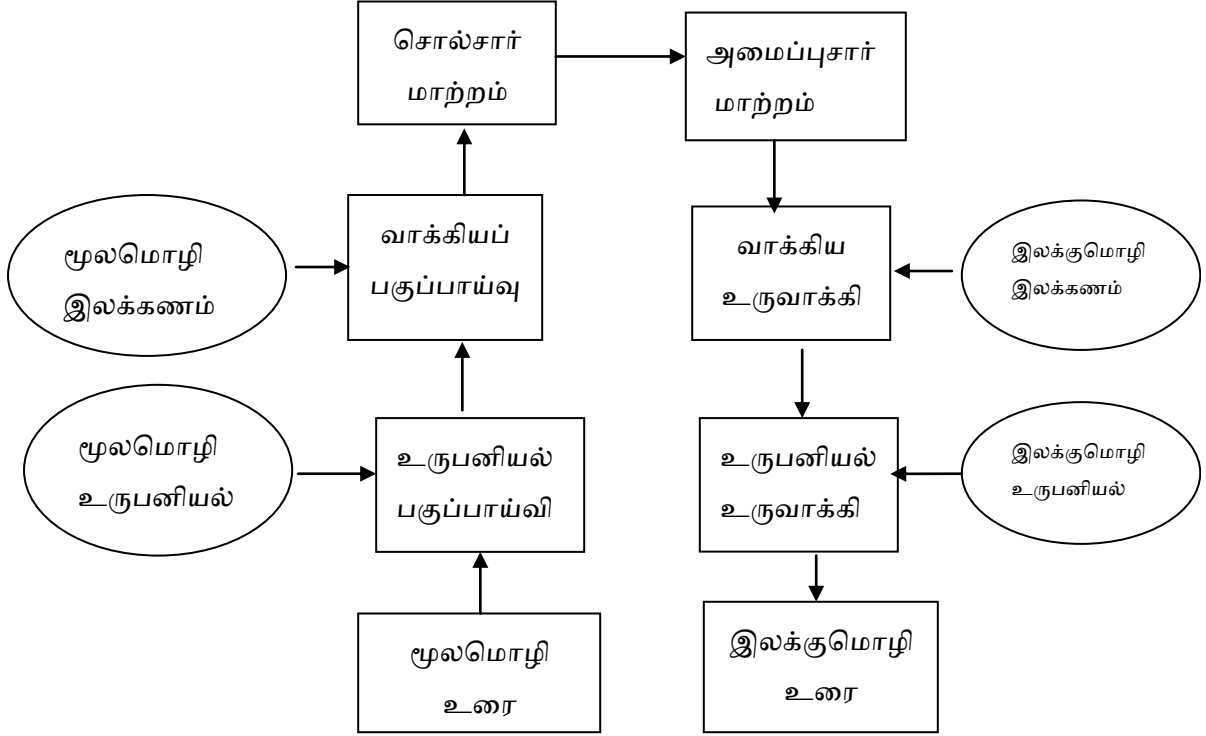 சொல்சார்
மாற்றம்
அமைப்புசார்
மாற்றம்
மூலமொழி
இலக்கணம்
வாக்கியப்
பகுப்பாய்வு
வாக்கிய
உருவாக்கி
இலக்குமொழி
இலக்கணம்
மூலமொழி
உருபனியல்
உருபனியல்
பகுப்பாய்வி
உருபனியல்
உருவாக்கி
இலக்குமொழி
உருபனியல்
மூலமொழி
உரை
இலக்குமொழி
உரை